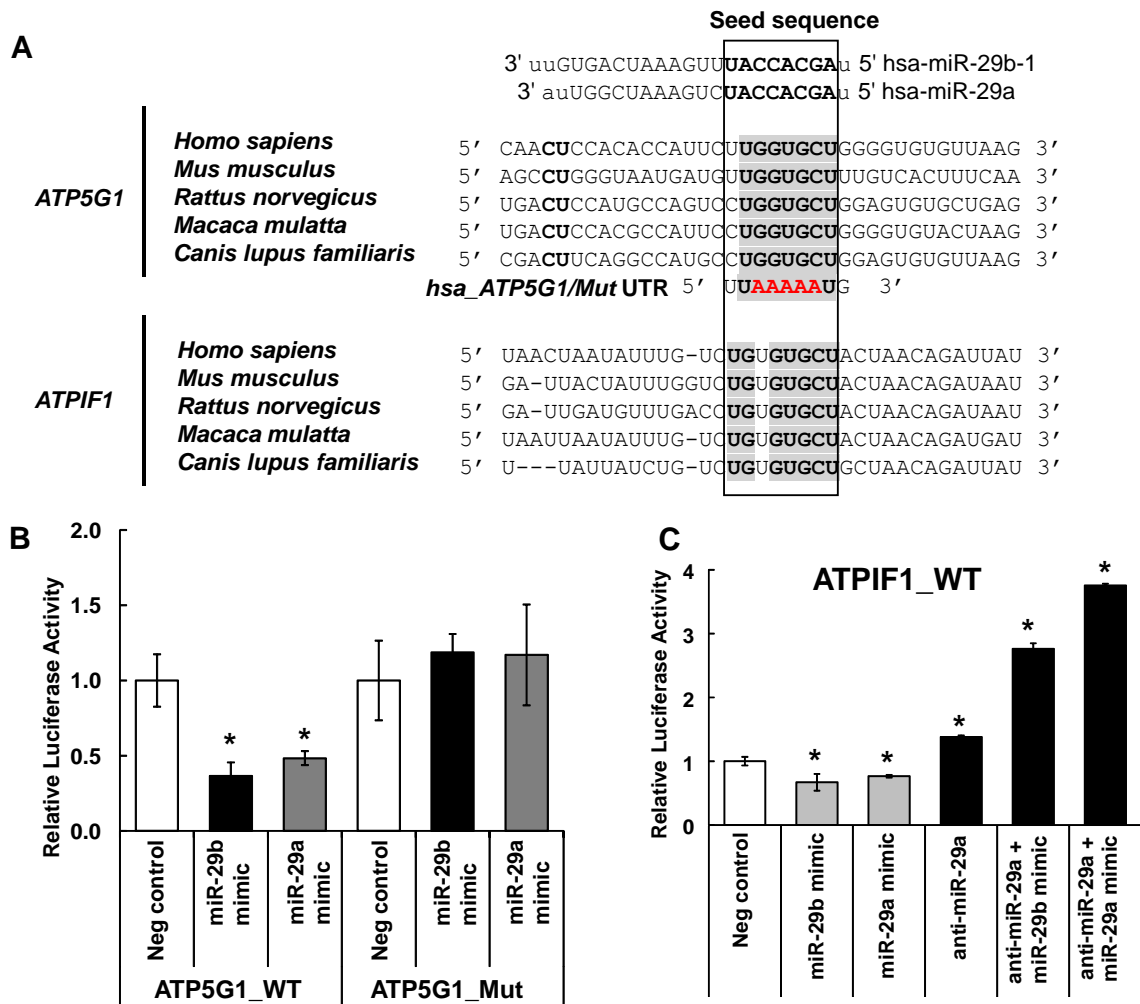 A
Seed sequence
3' uuGUGACUAAAGUUUACCACGAu 5' hsa-miR-29b-1
3' auUGGCUAAAGUCUACCACGAu 5' hsa-miR-29a
ATP5G1
Homo sapiens 5′ CAACUCCACACCAUUCUUGGUGCUGGGGUGUGUUAAG 3′
Mus musculus 5′ AGCCUGGGUAAUGAUGUUGGUGCUUUGUCACUUUCAA 3′
Rattus norvegicus 5′ UGACUCCAUGCCAGUCCUGGUGCUGGAGUGUGCUGAG 3′
Macaca mulatta 5′ UGACUCCACGCCAUUCCUGGUGCUGGGGUGUACUAAG 3′
Canis lupus familiaris 5′ CGACUUCAGGCCAUGCCUGGUGCUGGAGUGUGUUAAG 3′
hsa_ATP5G1/Mut UTR 5′ UUAAAAAUG 3′
ATPIF1
Homo sapiens 5′ UAACUAAUAUUUG-UCUGUGUGCUACUAACAGAUUAU 3′
Mus musculus 5′ GA-UUACUAUUUGGUCUGUGUGCUACUAACAGAUAAU 3′
Rattus norvegicus 5′ GA-UUGAUGUUUGACCUGUGUGCUACUAACAGAUAAU 3′
Macaca mulatta 5′ UAAUUAAUAUUUG-UCUGUGUGCUACUAACAGAUGAU 3′
Canis lupus familiaris 5′ U---UAUUAUCUG-UCUGUGUGCUGCUAACAGAUUAU 3′
B
Relative Luciferase Activity
2.0
1.5
1.0
0.5
0.0
* *
Neg control
miR-29b mimic
miR-29a mimic
Neg control
miR-29b mimic
miR-29a mimic
ATP5G1_WT
ATP5G1_Mut
C
ATPIF1_WT
Relative Luciferase Activity
4
3
2
1
0
* * * * *
Neg control
miR-29b mimic
miR-29a mimic
anti-miR-29a
anti-miR-29a + miR-29b mimic
anti-miR-29a + miR-29a mimic